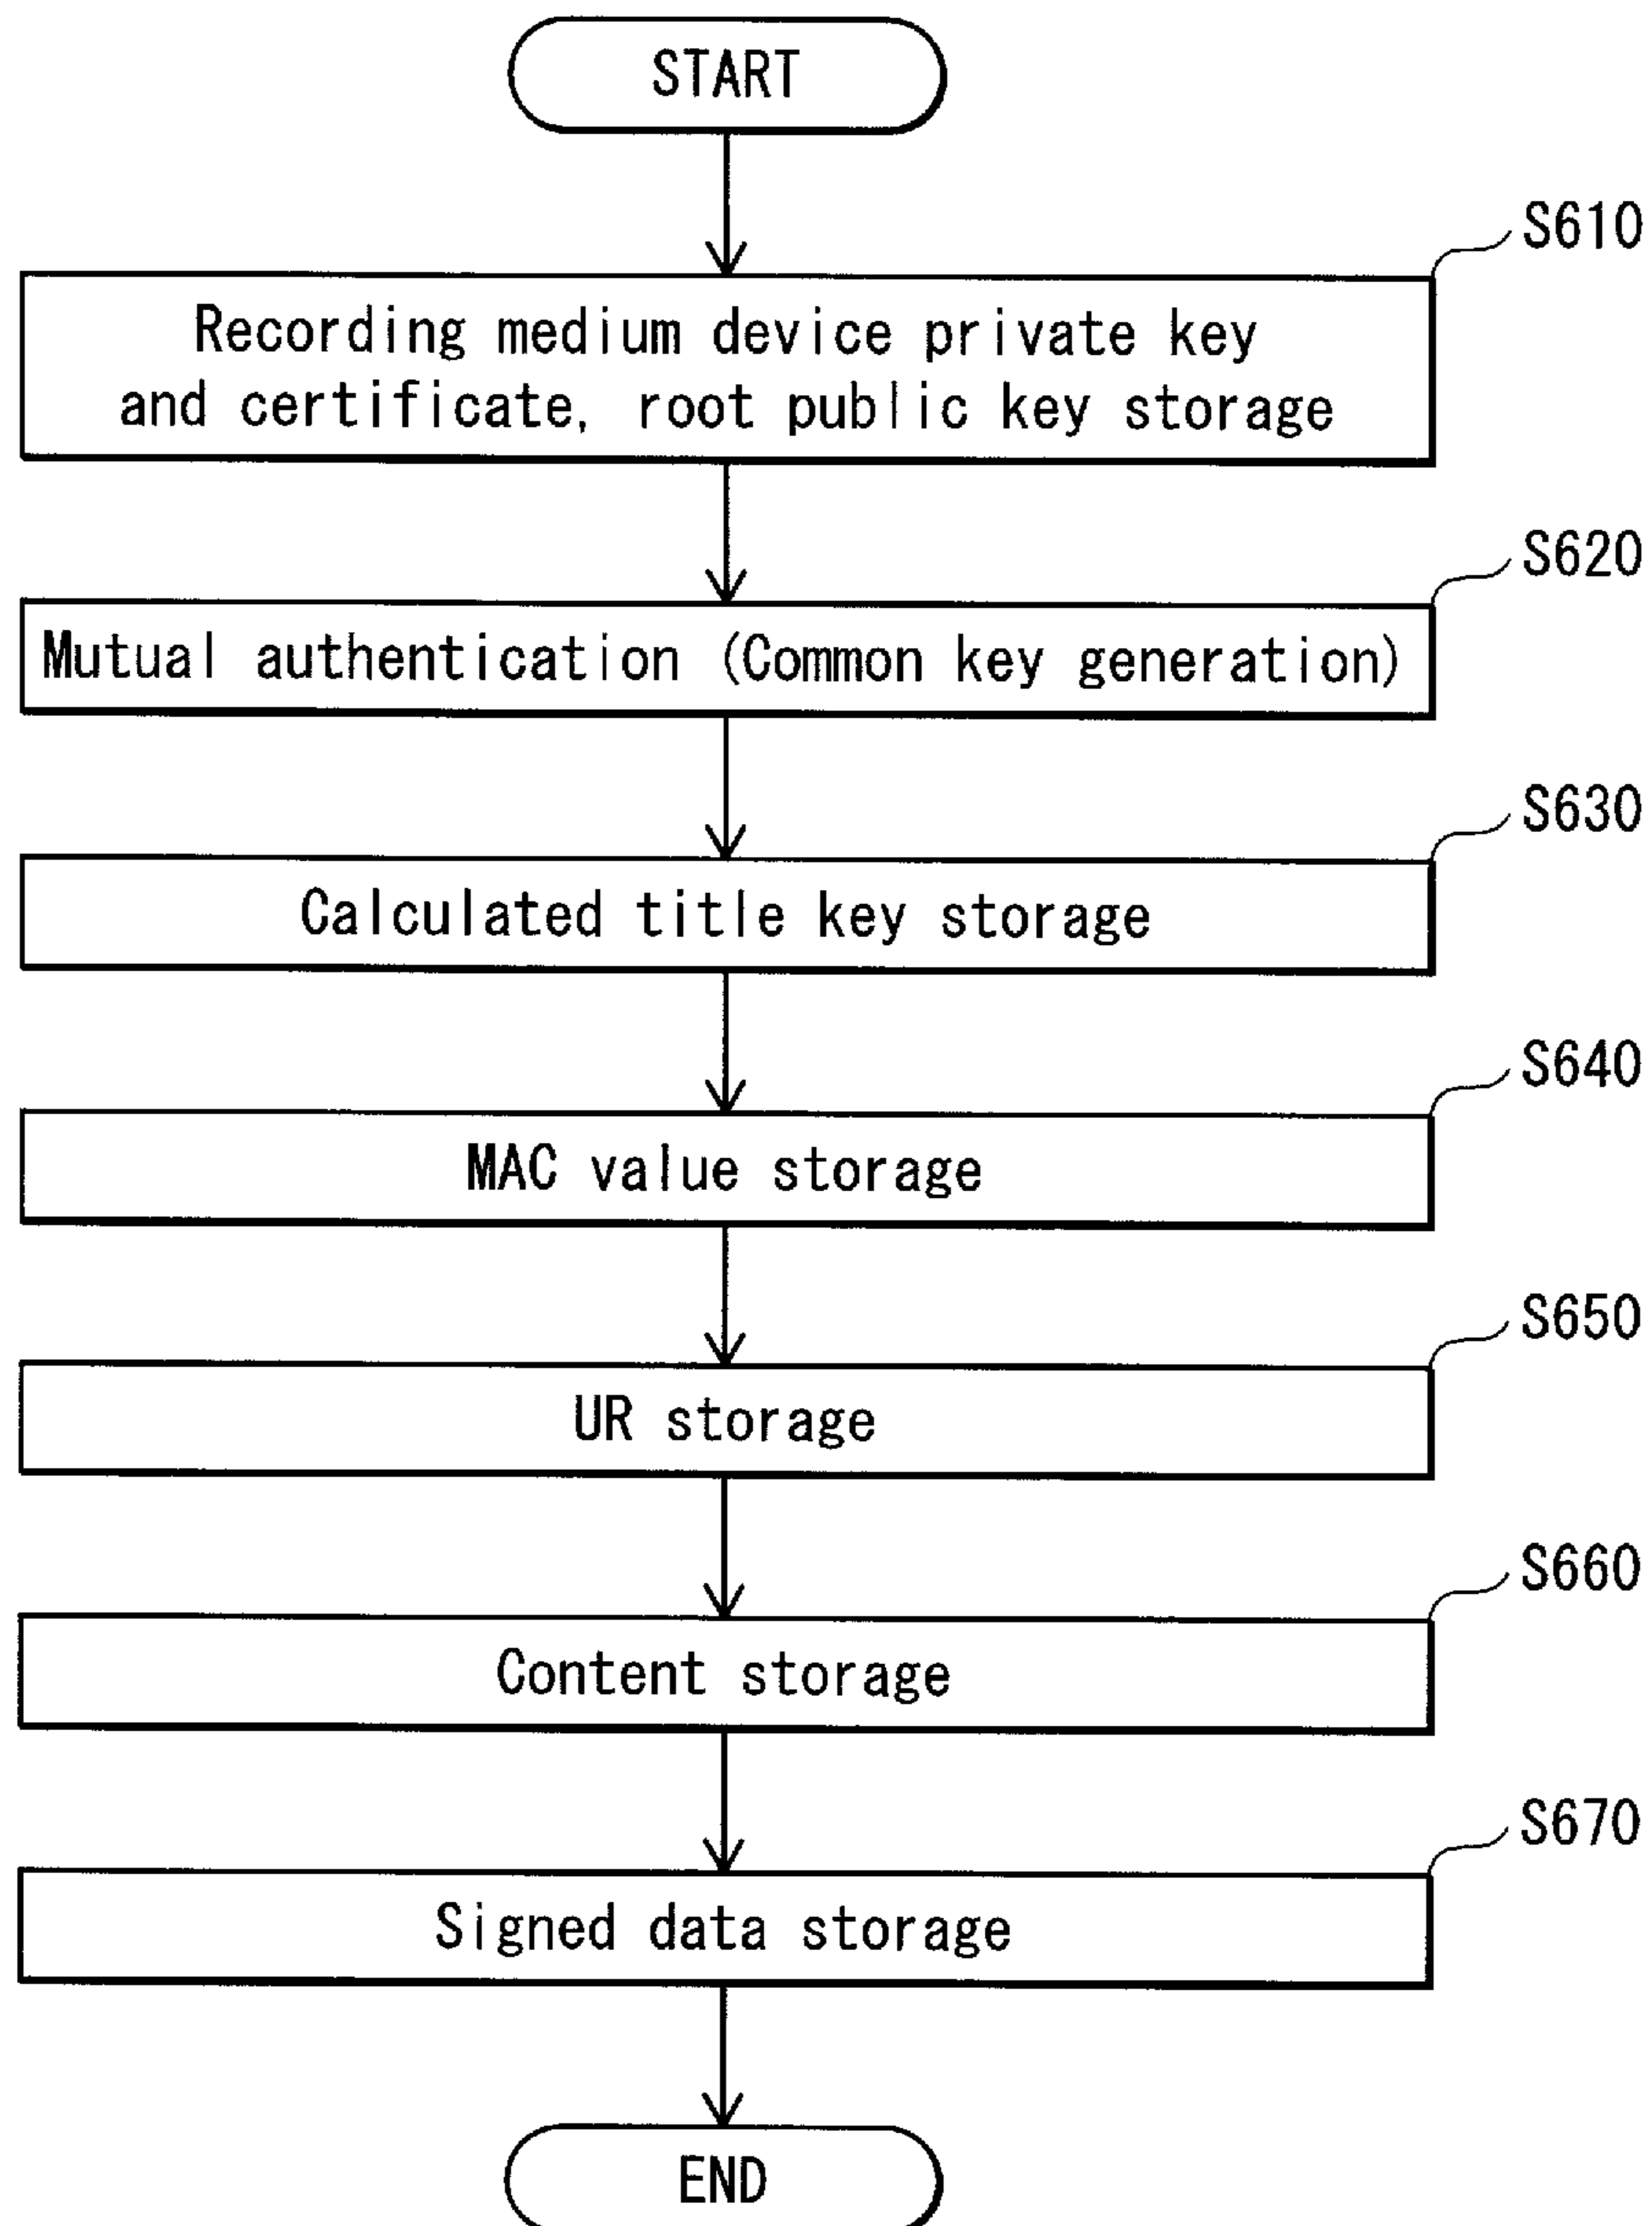 START
S610
Recording medium device private key
and certificate, root public key storage
S620
Mutual authentication (Common key generation)
S630
Calculated title key storage
S640
MAC value storage
S650
UR storage
S660
Content storage
S670
Signed data storage
END